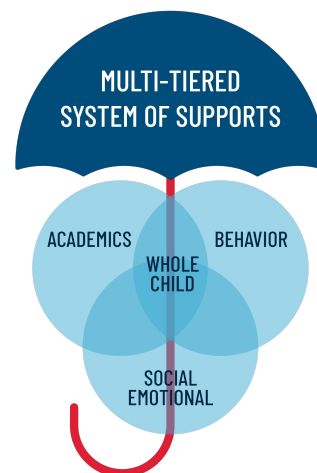 MULTI-TIERED
SYSTEM OF SUPPORTS
ACADEMICS
BEHAVIOR
WHOLE
CHILD
SOCIAL
EMOTIONAL